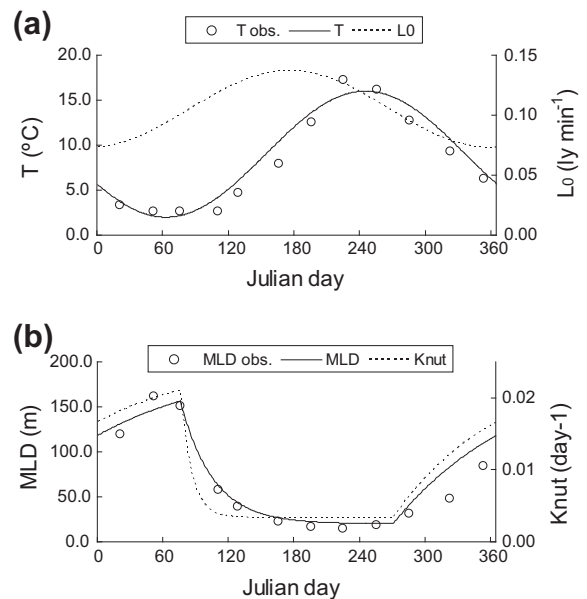 (a)
T obs. T L0
20.0 15.0 10.0 5.0 0.0
T (ºC)
0.15 0.10 0.05 0.00
L0 (ly min-1)
0 60 120 180 240 300 360
Julian day
(b)
MLD obs. MLD Knut
200.0 150.0 100.0 50.0 0.0
MLD (m)
0.02 0.01 0.00
Knut (day-1)
0 60 120 180 240 300 360
Julian day